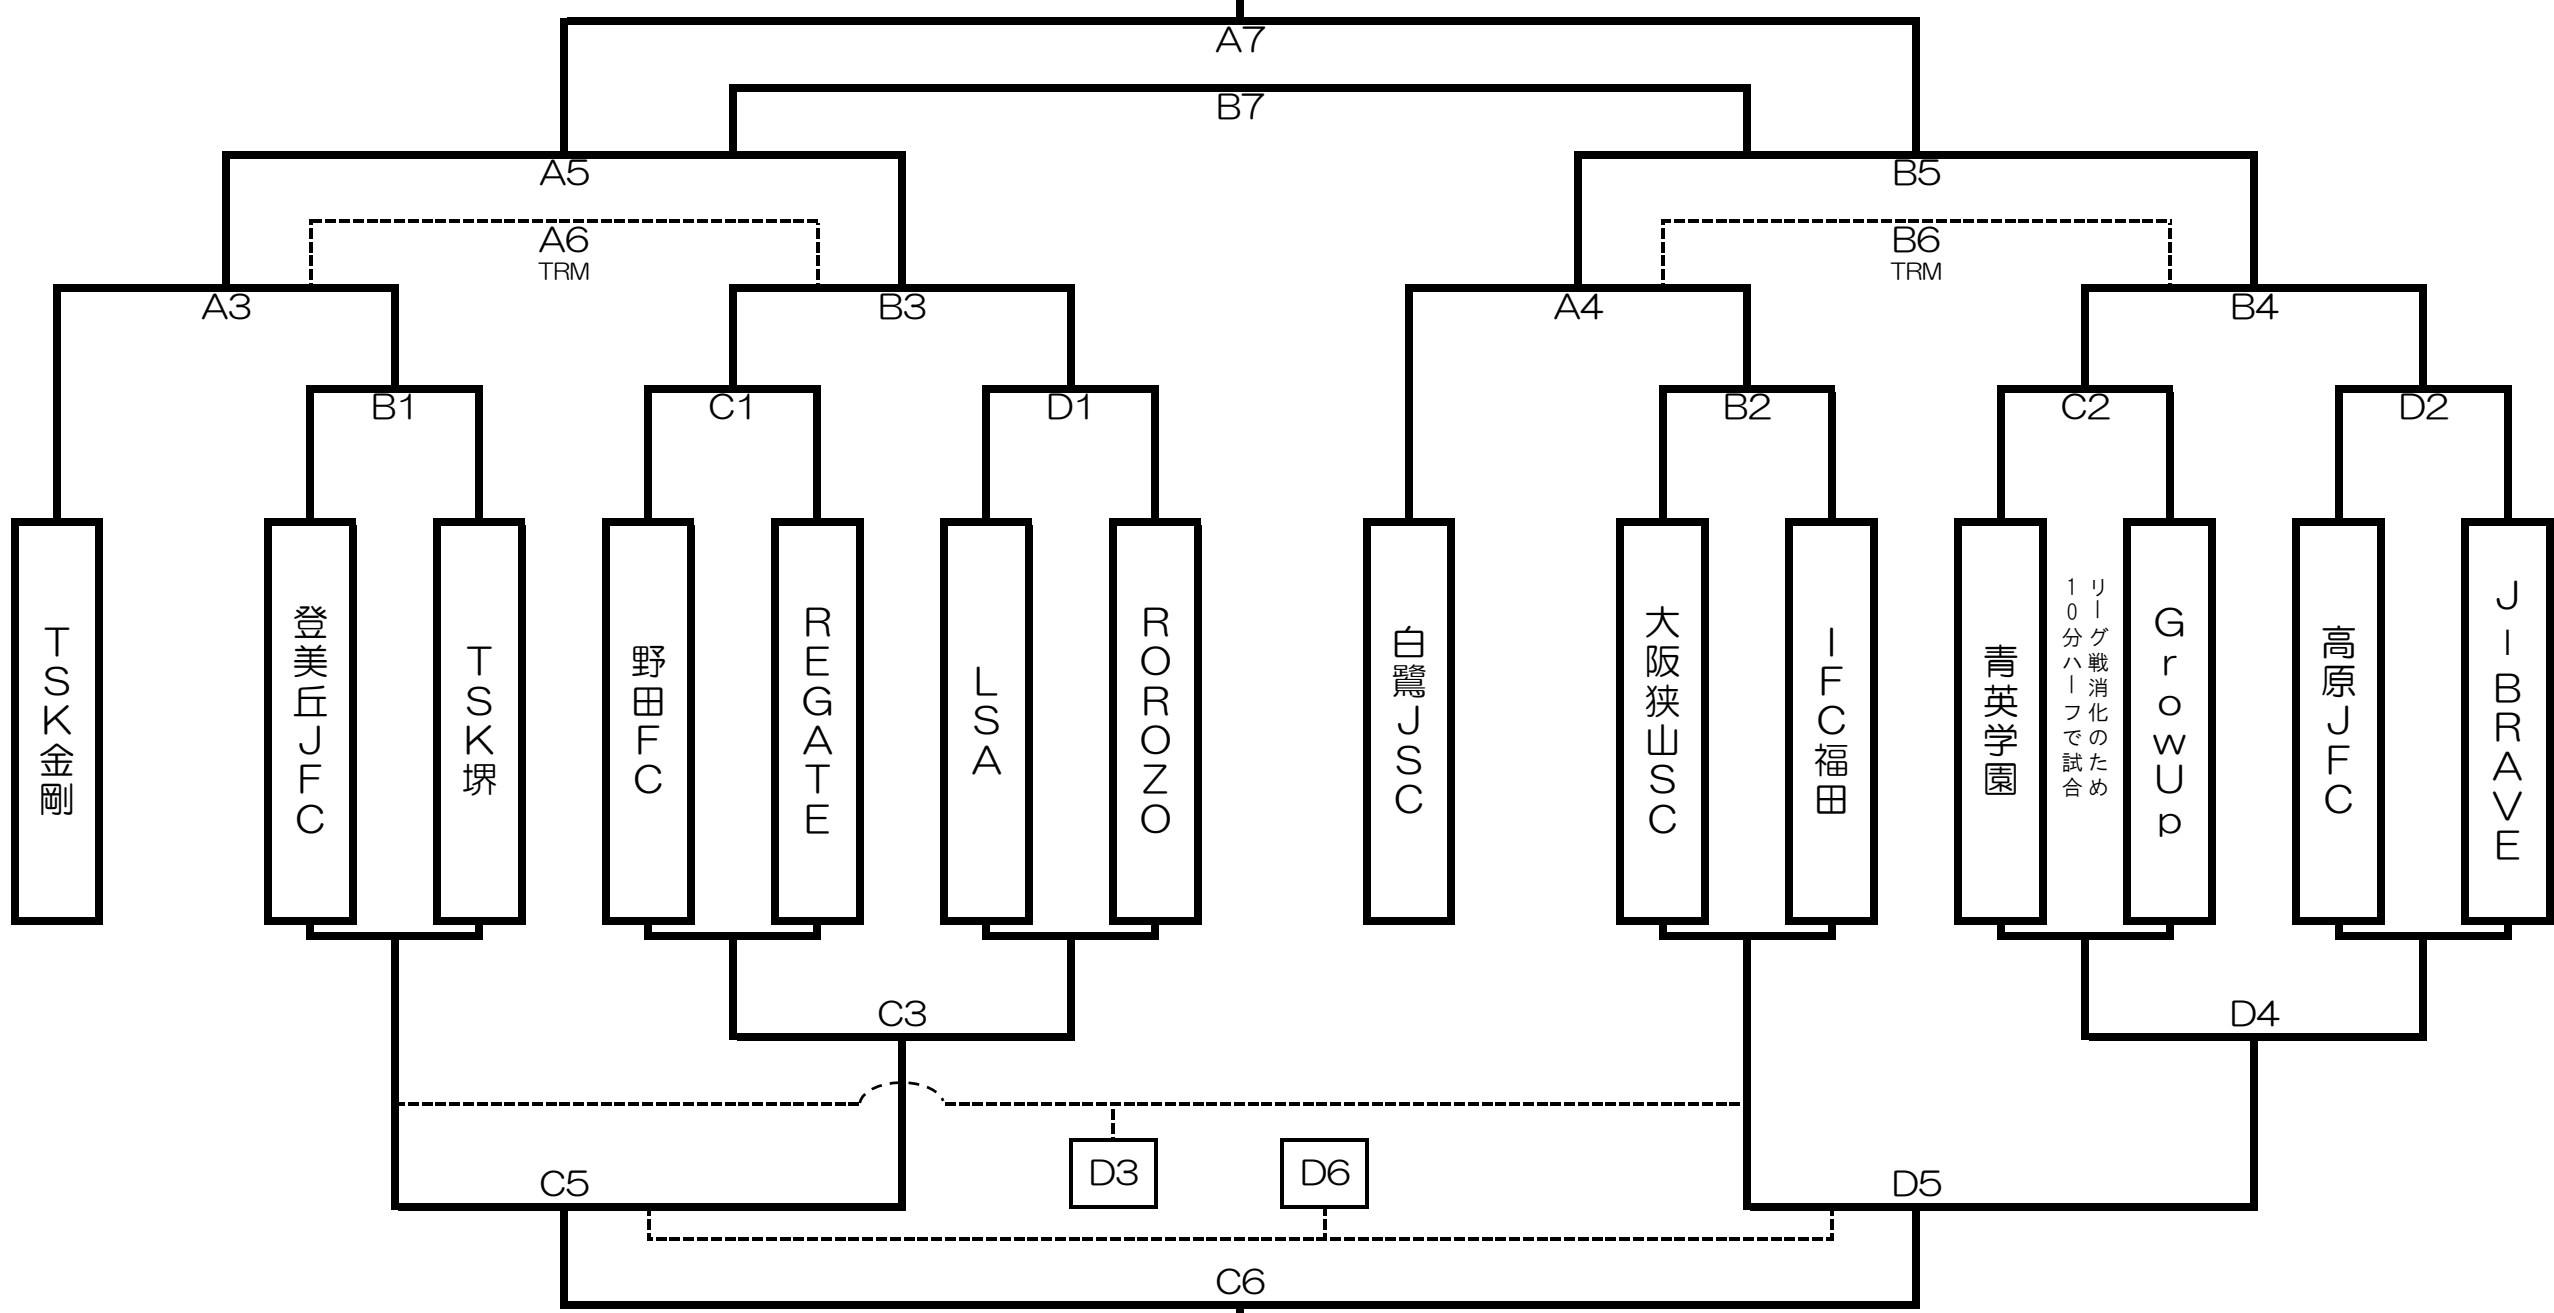 A7
B7
A5
B5
A6
TRM
B6
TRM
A3
B3
A4
B4
B1
C1
D1
B2
C2
D2
TSK金剛
登美丘JFC
TSK堺
野田FC
REGATE
LSA
ROROZO
白鷺JSC
大阪狭山SC
IFC福田
青英学園
リーグ戦消化のため
10分ハーフで試合
GrowUp
高原JFC
J-BRAVE
C3
D4
D3
D6
C5
D5
C6